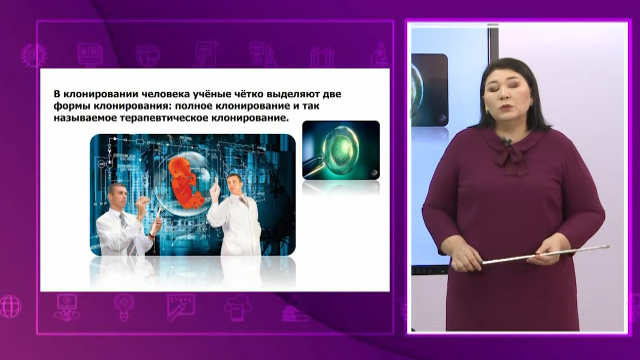 В клонировании человека учёные чётко выделяют две
формы клонирования: полное клонирование и так
называемое терапевтическое клонирование.